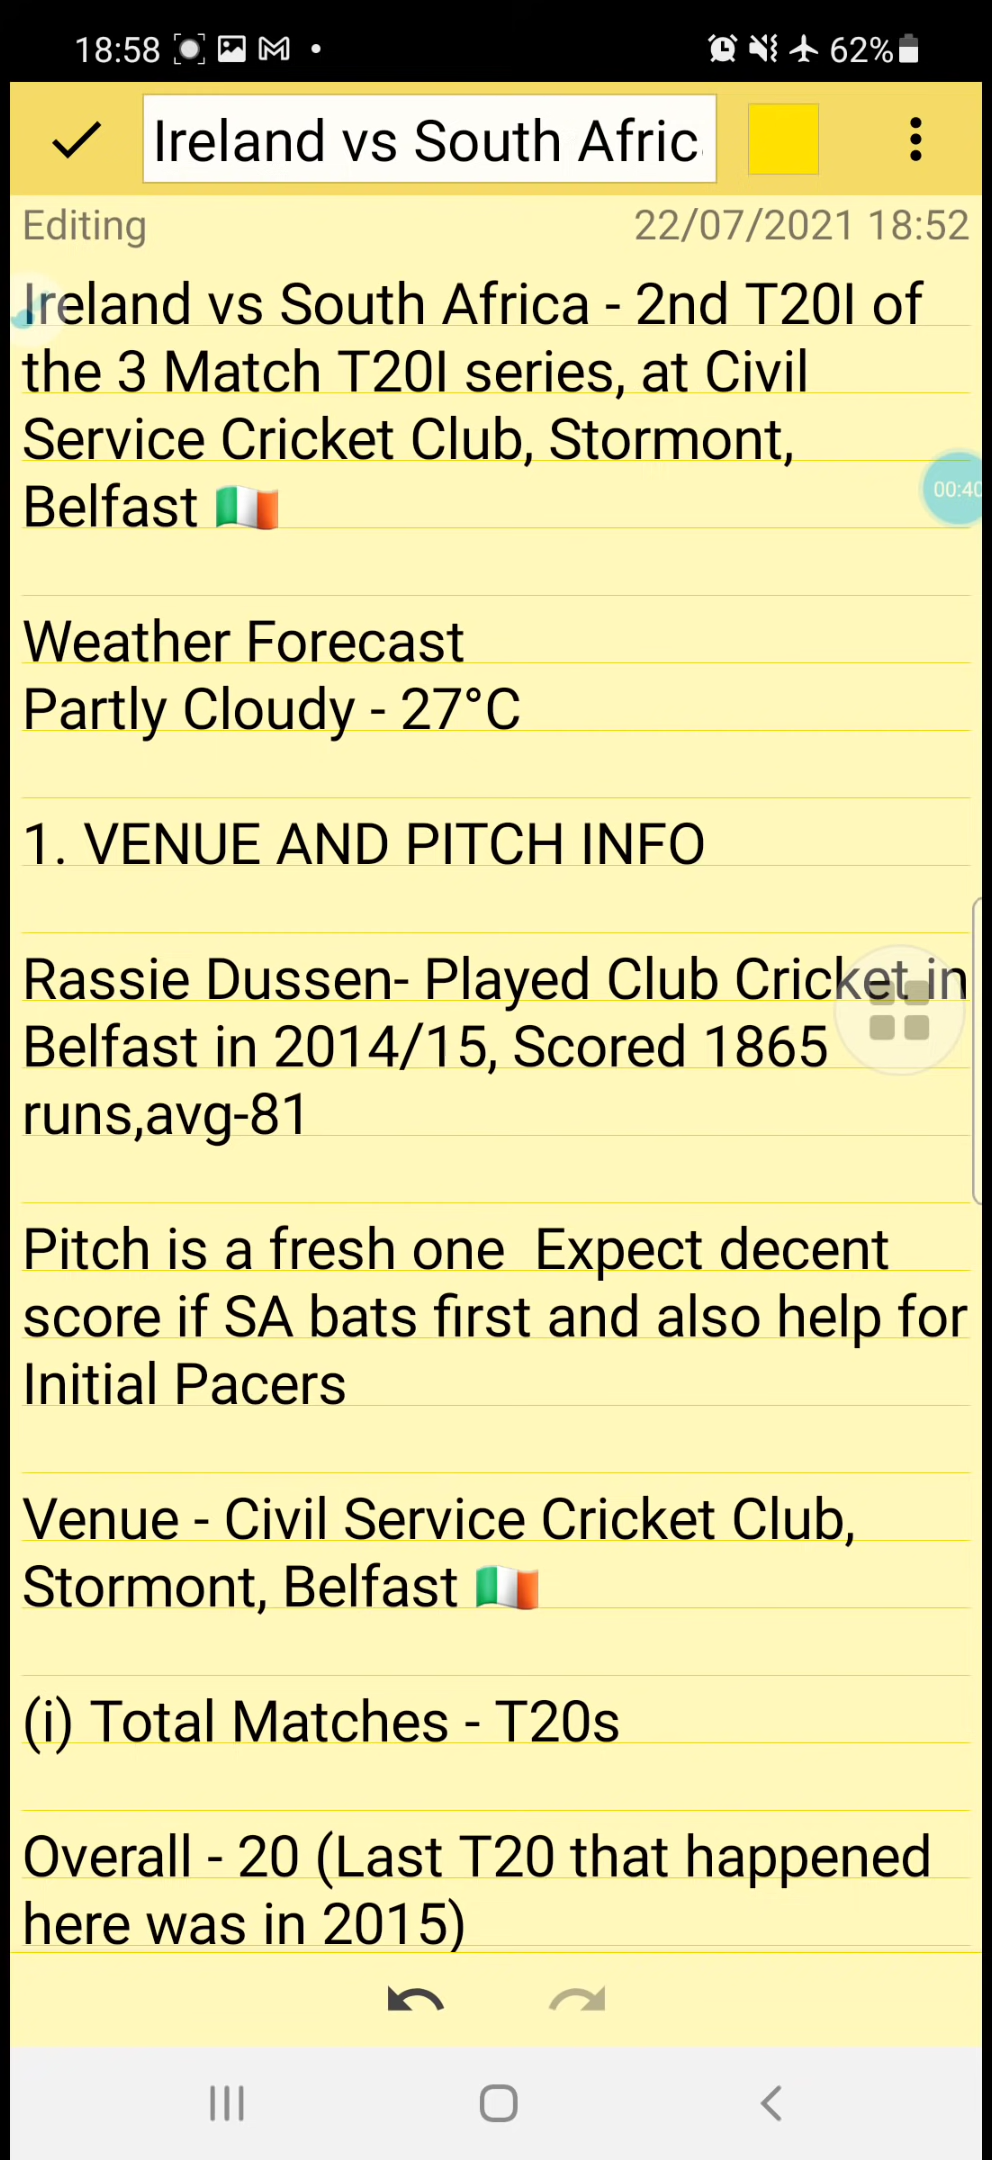 18:58
62%
Ireland vs South Afric
Editing
22/07/2021 18:52
Ireland vs South Africa - 2nd T20I of
the 3 Match T20I series, at Civil
Service Cricket Club, Stormont,
Belfast 🇮🇪
00:40
Weather Forecast
Partly Cloudy - 27°C
1. VENUE AND PITCH INFO
Rassie Dussen- Played Club Cricket in
Belfast in 2014/15, Scored 1865
runs,avg-81
Pitch is a fresh one  Expect decent
score if SA bats first and also help for
Initial Pacers
Venue - Civil Service Cricket Club,
Stormont, Belfast 🇮🇪
(i) Total Matches - T20s
Overall - 20 (Last T20 that happened
here was in 2015)